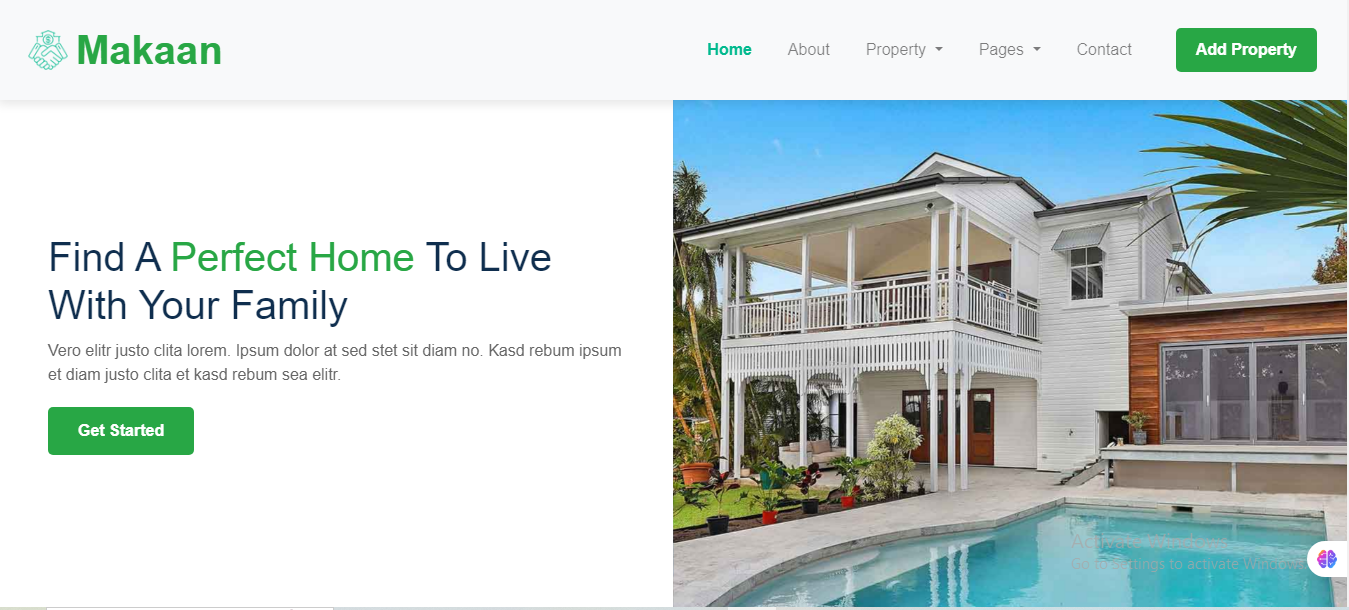 Makaan
Home
About
Property
Pages
Contact
Add Property
Find A Perfect Home To Live
With Your Family
Vero elitr justo clita lorem. Ipsum dolor at sed stet sit diam no. Kasd rebum ipsum
et diam justo clita et kasd rebum sea elitr.
Get Started
Activate Windows
Go to Settings to activate Windows.